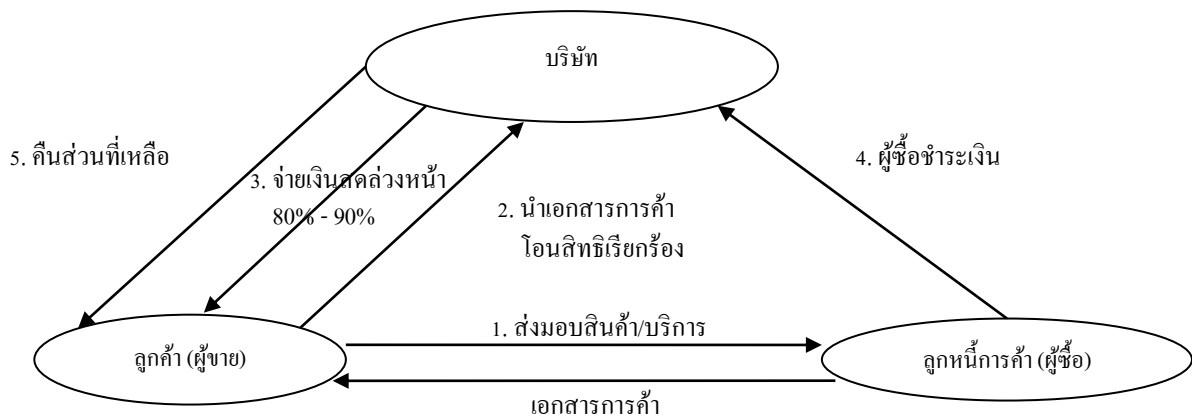 บริษัท
5. คืนส่วนที่เหลือ
3. จ่ายเงินสดล่วงหน้า
80% - 90%
4. ผู้ซื้อชำระเงิน
2. นำเอกสารการค้า
โอนสิทธิเรียกร้อง
1. ส่งมอบสินค้า/บริการ
ลูกค้า (ผู้ขาย)
ลูกหนี้การค้า (ผู้ซื้อ)
เอกสารการค้า